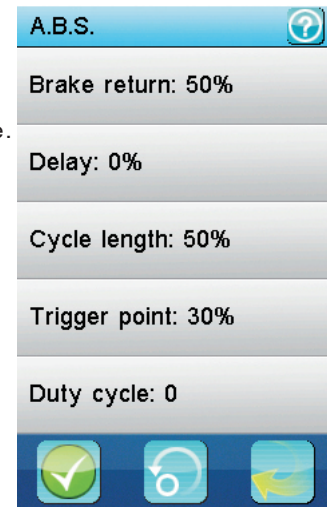 A.B.S.
?
Brake return: 50%
e.
Delay: 0%
Cycle length: 50%
Trigger point: 30%
Duty cycle: 0